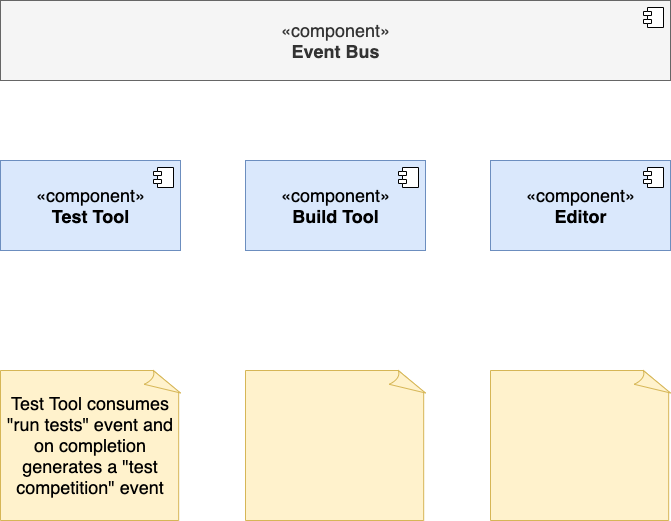 «component»
Event Bus
«component»
Test Tool
«component»
Build Tool
«component»
Editor
Test Tool consumes
"run tests" event and
on completion
generates a "test
competition" event